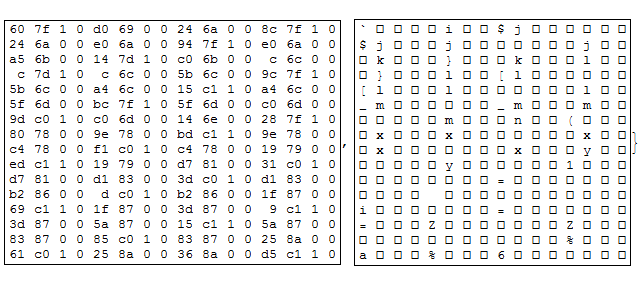 60 7f 1 0 d0 69 0 0 24 6a 0 0 8c 7f 1 0
24 6a 0 0 e0 6a 0 0 94 7f 1 0 e0 6a 0 0
a5 6b 0 0 14 7d 1 0 c0 6b 0 0 c 6c 0 0
c 7d 1 0 c 6c 0 0 5b 6c 0 0 9c 7f 1 0
5b 6c 0 0 a4 6c 0 0 15 c1 1 0 a4 6c 0 0
5f 6d 0 0 bc 7f 1 0 5f 6d 0 0 c0 6d 0 0
9d c0 1 0 c0 6d 0 0 14 6e 0 0 28 7f 1 0
80 78 0 0 9e 78 0 0 bd c1 1 0 9e 78 0 0
c4 78 0 0 f1 c0 1 0 c4 78 0 0 19 79 0 0
ed c1 1 0 19 79 0 0 d7 81 0 0 31 c0 1 0
d7 81 0 0 d1 83 0 0 3d c0 1 0 d1 83 0 0
b2 86 0 0 d c0 1 0 b2 86 0 0 1f 87 0 0
69 c1 1 0 1f 87 0 0 3d 87 0 0 9 c1 1 0
3d 87 0 0 5a 87 0 0 15 c1 1 0 5a 87 0 0
83 87 0 0 85 c0 1 0 83 87 0 0 25 8a 0 0
61 c0 1 0 25 8a 0 0 36 8a 0 0 d5 c1 1 0
,
` □ □ □ □ i □ □ $ j □ □ □ □ □ □
$ j □ □ □ j □ □ □ □ □ □ □ j □ □
□ k □ □ □ } □ □ □ k □ □ □ l □ □
□ } □ □ □ l □ □ [ l □ □ □ □ □ □
[ l □ □ □ l □ □ □ □ □ □ □ l □ □
_ m □ □ □ □ □ □ _ m □ □ □ m □ □
□ □ □ □ □ m □ □ □ n □ □ ( □ □ □
□ x □ □ □ x □ □ □ □ □ □ □ x □ □
□ x □ □ □ □ □ □ □ x □ □ □ y □ □
□ □ □ □ □ y □ □ □ □ □ □ 1 □ □ □
□ □ □ □ □ □ □ □ = □ □ □ □ □ □ □
□ □ □ □   □ □ □ □ □ □ □ □ □ □ □
i □ □ □ □ □ □ □ = □ □ □ □ □ □ □
= □ □ □ Z □ □ □ □ □ □ □ Z □ □ □
□ □ □ □ □ □ □ □ □ □ □ □ % □ □ □
a □ □ □ % □ □ □ 6 □ □ □ □ □ □ □
}